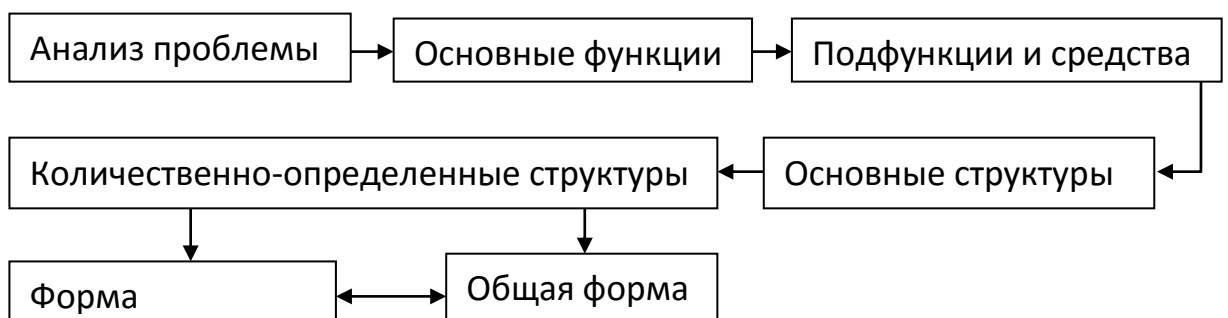 Анализ проблемы
Основные функции
Подфункции и средства
Количественно-определенные структуры
Основные структуры
Форма
Общая форма